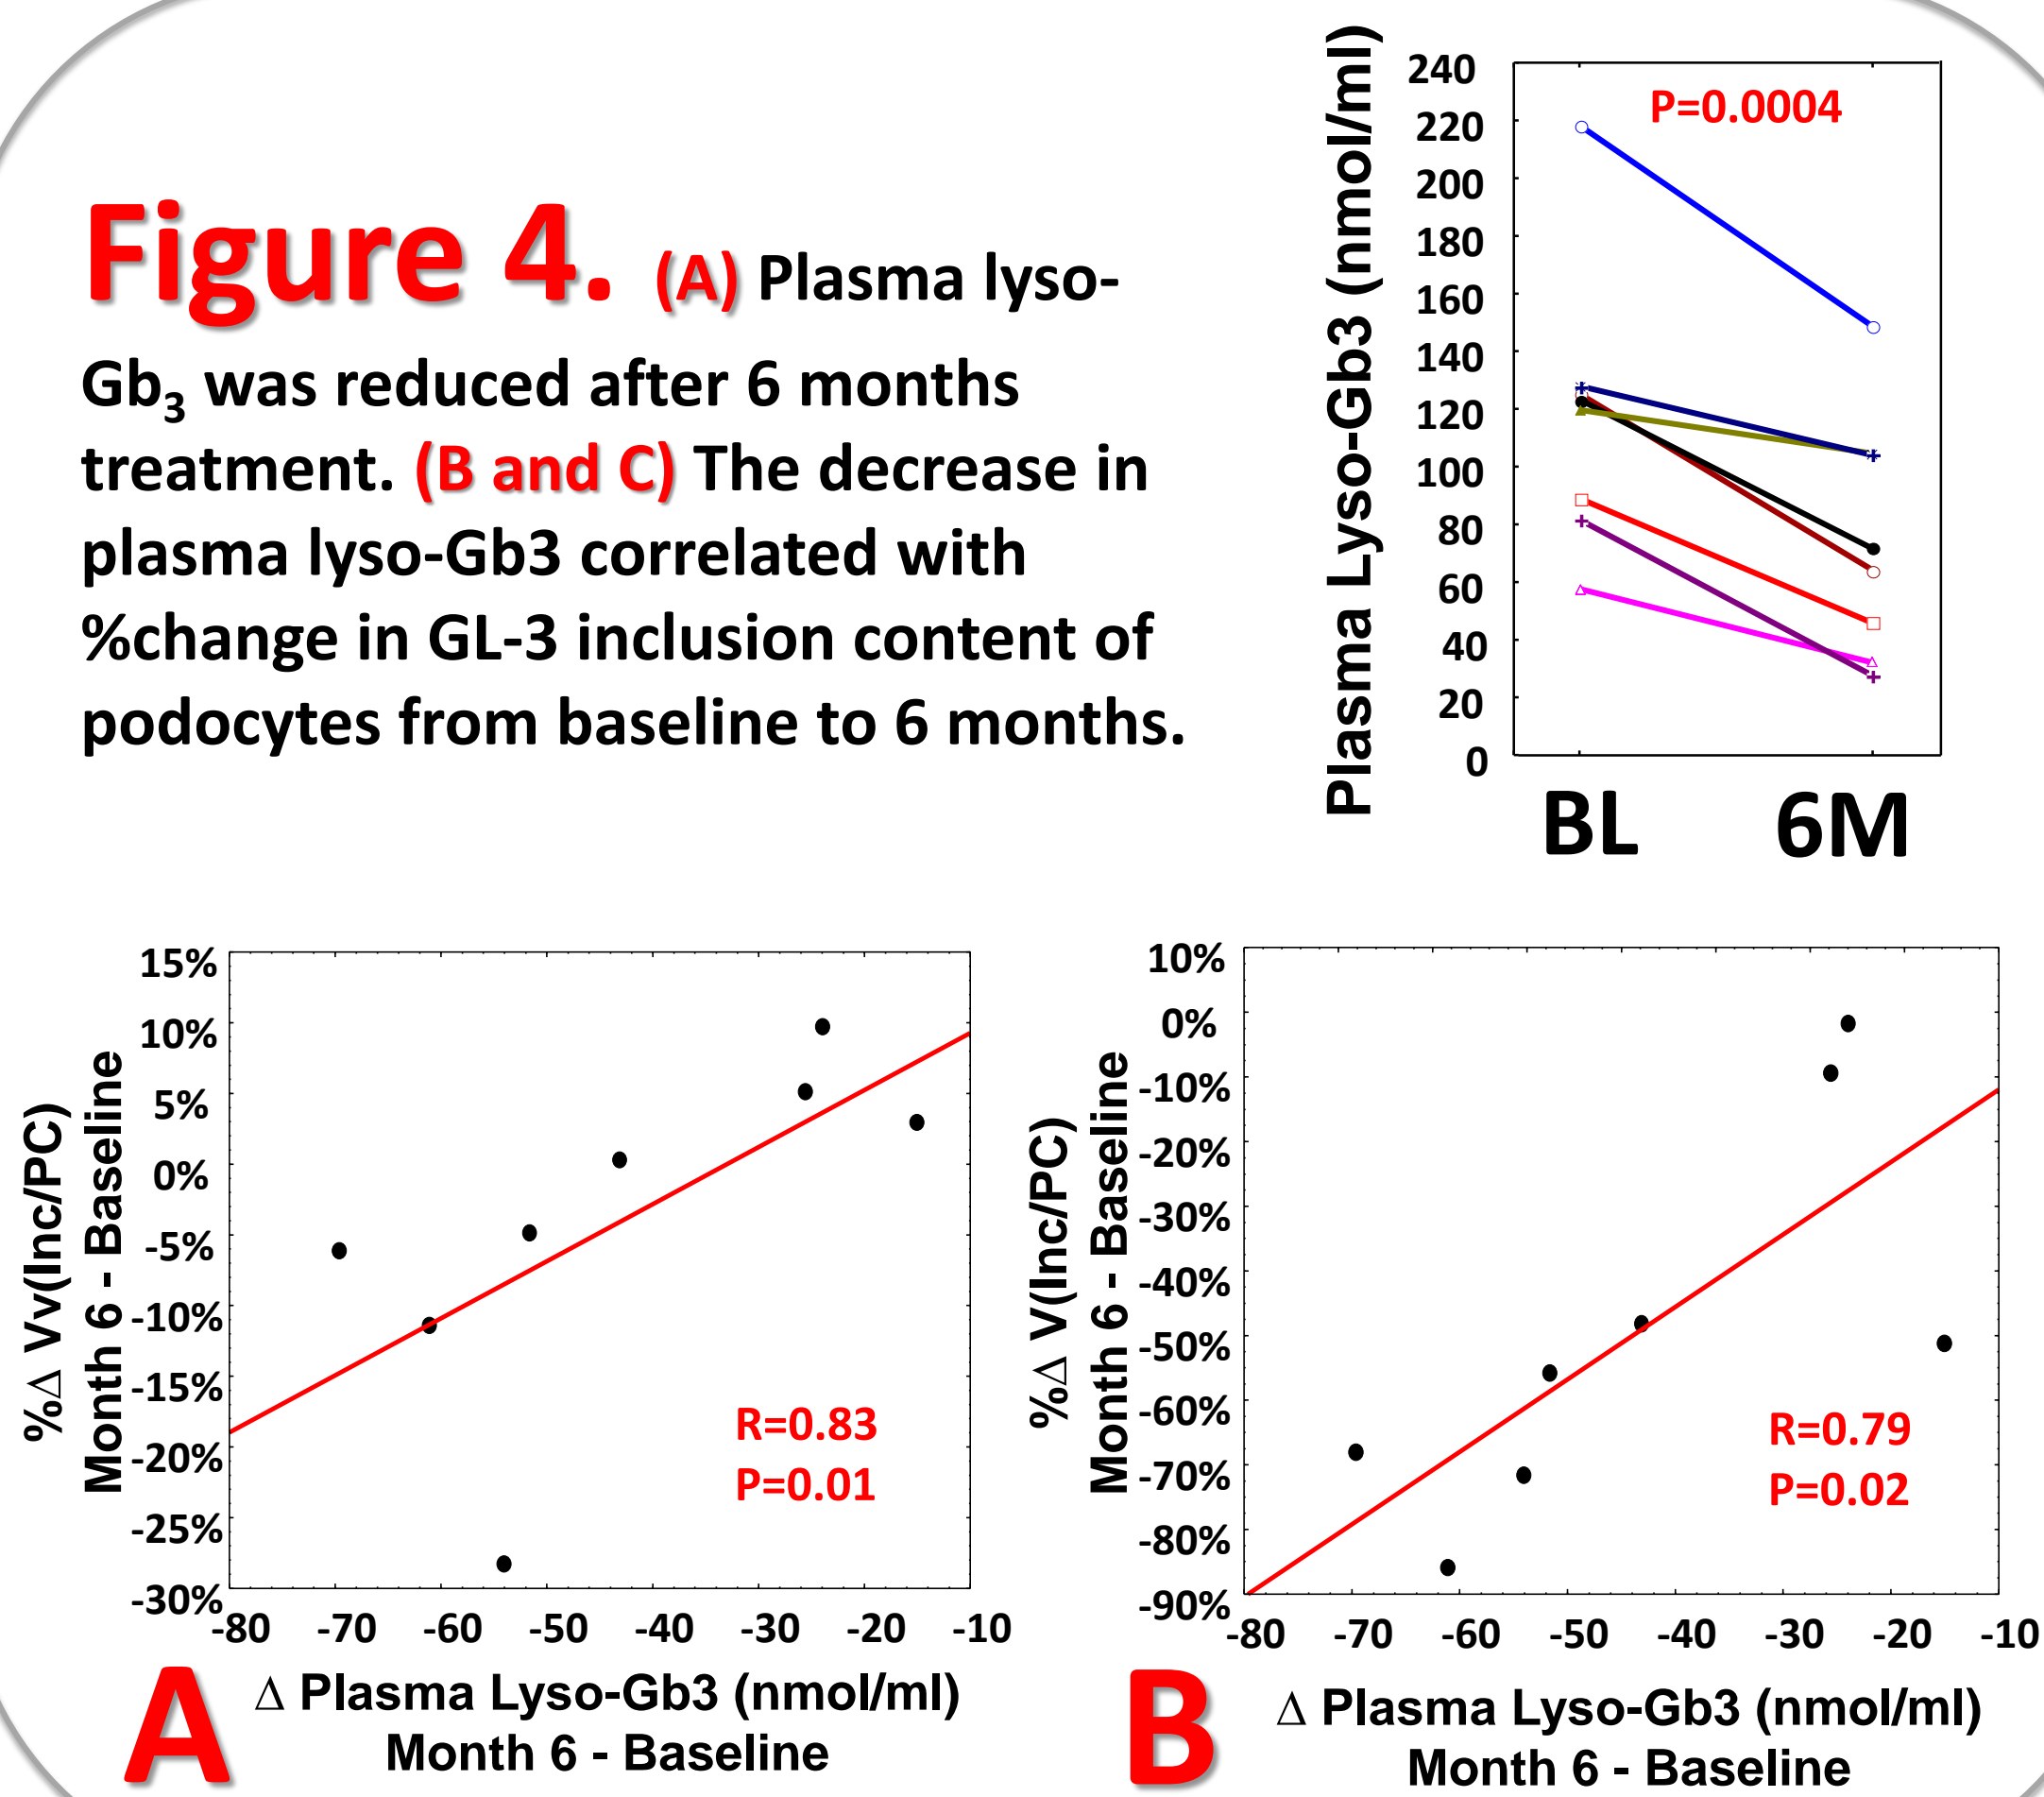 Figure 4. (A) Plasma lyso-
Gb₃ was reduced after 6 months
treatment. (B and C) The decrease in
plasma lyso-Gb3 correlated with
%change in GL-3 inclusion content of
podocytes from baseline to 6 months.
Plasma Lyso-Gb3 (nmol/ml)
240
220
200
180
160
140
120
100
80
60
40
20
0
P=0.0004
BL 6M
%Δ Vv(Inc/PC)
Month 6 - Baseline
15%
10%
5%
0%
-5%
-10%
-15%
-20%
-25%
-30%
R=0.83
P=0.01
-80 -70 -60 -50 -40 -30 -20 -10
Δ Plasma Lyso-Gb3 (nmol/ml)
Month 6 - Baseline
A
%Δ V(Inc/PC)
Month 6 - Baseline
10%
0%
-10%
-20%
-30%
-40%
-50%
-60%
-70%
-80%
-90%
R=0.79
P=0.02
-80 -70 -60 -50 -40 -30 -20 -10
Δ Plasma Lyso-Gb3 (nmol/ml)
Month 6 - Baseline
B